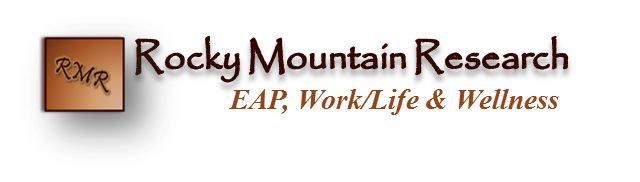 RMR
Rocky Mountain Research
EAP, Work/Life & Wellness